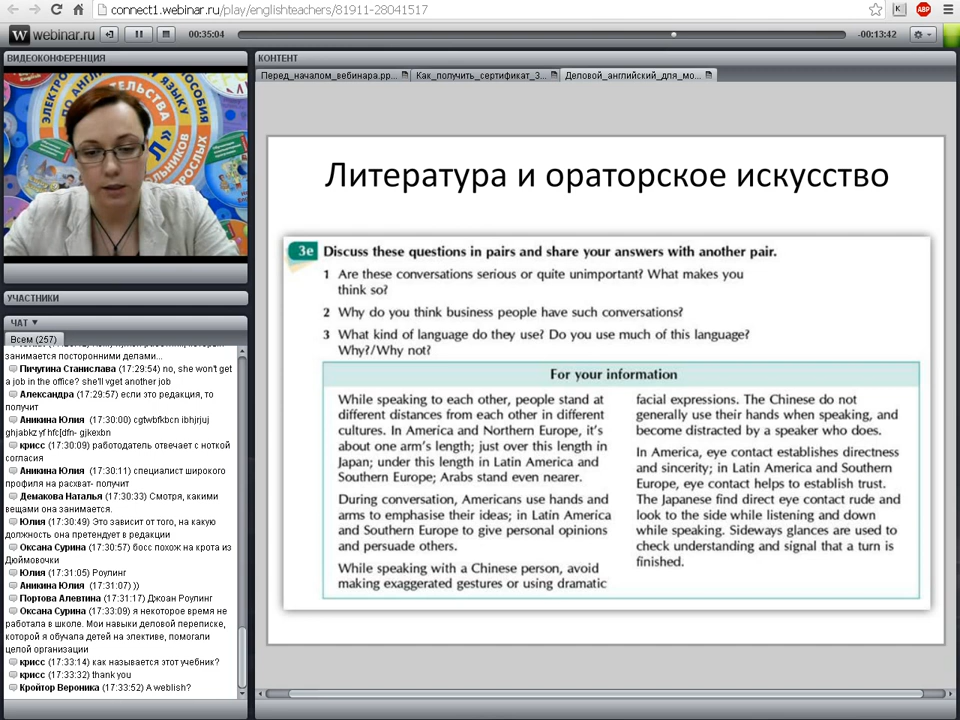 connect1.webinar.ru/play/englishteachers/81911-28041517
K
ABP
W webinar.ru
00:35:04
-00:13:42
ВИДЕОКОНФЕРЕНЦИЯ
ЭЛЕКТРО
ПО АНГЛ
ЯЗЫКУ
ПОСОБИЯ
КОНТЕНТ
Перед_началом_вебинара.pp...
Как_получить_сертификат_3...
Деловой_английский_для_мо...
УЧАСТНИКИ
ЧАТ ▼
Всем (257)
занимается посторонними делами...
Пичугина Станислава (17:29:54) no, she won't get
a job in the office? she'll vget another job
Александра (17:29:57) если это редакция, то
получит
Аникина Юлия (17:30:00) cgtwbfkbcn ibhjrjuj
ghjabkz yf hfc[dfn- gjkexbn
крисс (17:30:09) работодатель отвечает с ноткой
согласия
Аникина Юлия (17:30:11) специалист широкого
профиля на расхват- получит
Демакова Наталья (17:30:33) Смотря, какими
вещами она занимается.
Юлия (17:30:49) Это зависит от того, на какую
должность она претендует в редакции
Оксана Сурина (17:30:57) босс похож на крота из
Дюймовочки
Юлия (17:31:05) Роулинг
Аникина Юлия (17:31:07) ))
Портова Алевтина (17:31:17) Джоан Роулинг
Оксана Сурина (17:33:09) я некоторое время не
работала в школе. Мои навыки деловой переписке,
которой я обучала детей на элективе, помогали
целой организации
крисс (17:33:14) как называется этот учебник?
крисс (17:33:32) thank you
Кройтор Вероника (17:33:52) A weblish?
Литература и ораторское искусство
3e Discuss these questions in pairs and share your answers with another pair.
1 Are these conversations serious or quite unimportant? What makes you
think so?
2 Why do you think business people have such conversations?
3 What kind of language do they use? Do you use much of this language?
Why?/Why not?
For your information
While speaking to each other, people stand at
different distances from each other in different
cultures. In America and Northern Europe, it's
about one arm's length; just over this length in
Japan; under this length in Latin America and
Southern Europe; Arabs stand even nearer.
During conversation, Americans use hands and
arms to emphasise their ideas; in Latin America
and Southern Europe to give personal opinions
and persuade others.
While speaking with a Chinese person, avoid
making exaggerated gestures or using dramatic
facial expressions. The Chinese do not
generally use their hands when speaking, and
become distracted by a speaker who does.
In America, eye contact establishes directness
and sincerity; in Latin America and Southern
Europe, eye contact helps to establish trust.
The Japanese find direct eye contact rude and
look to the side while listening and down
while speaking. Sideways glances are used to
check understanding and signal that a turn is
finished.